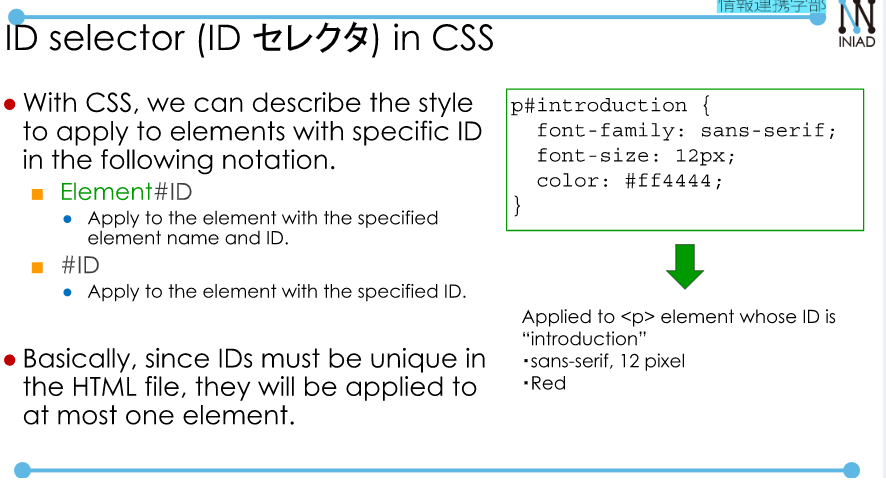 情報連携学部
INIAD
ID selector (ID セレクタ) in CSS
With CSS, we can describe the style
to apply to elements with specific ID
in the following notation.
Element#ID
Apply to the element with the specified
element name and ID.
#ID
Apply to the element with the specified ID.
Basically, since IDs must be unique in
the HTML file, they will be applied to
at most one element.
p#introduction {
font-family: sans-serif;
font-size: 12px;
color: #ff4444;
}
Applied to <p> element whose ID is
“introduction”
・sans-serif, 12 pixel
・Red